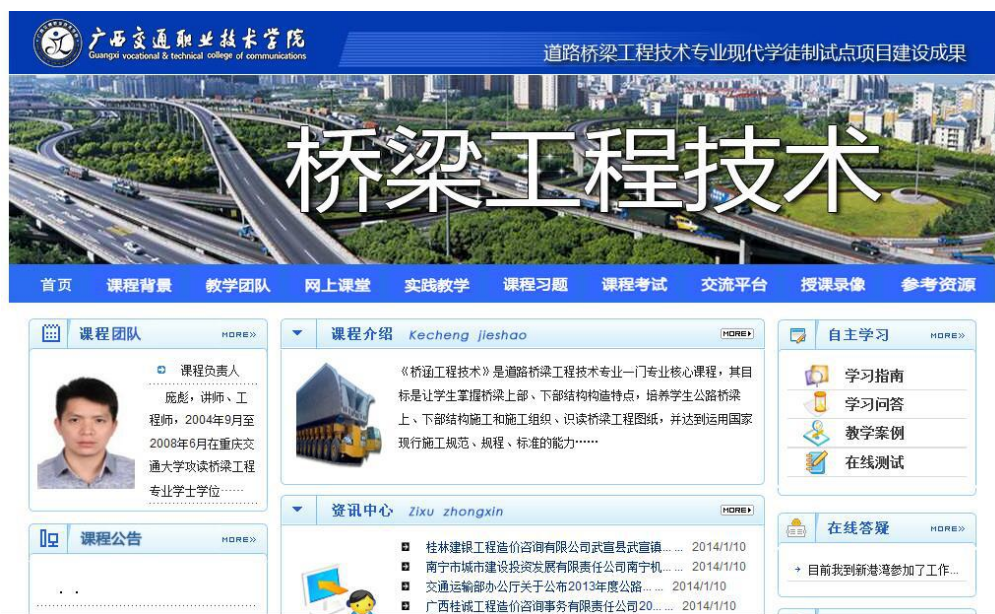 广西交通职业技术学院
Guangxi vocational & technical college of communications
道路桥梁工程技术专业现代学徒制试点项目建设成果
桥梁工程技术
首页 课程背景 教学团队 网上课堂 实践教学 课程习题 课程考试 交流平台 授课录像 参考资源
课程团队 MORE»
课程负责人
庞彪，讲师、工
程师，2004年9月至
2008年6月在重庆交
通大学攻读桥梁工程
专业学士学位……
课程公告 MORE»
. .
课程介绍 Kecheng jieshao MORE
《桥涵工程技术》是道路桥梁工程技术专业一门专业核心课程，其目
标是让学生掌握桥梁上部、下部结构构造特点，培养学生公路桥梁
上、下部结构施工和施工组织、识读桥梁工程图纸，并达到运用国家
现行施工规范、规程、标准的能力……
资讯中心 Zixu zhongxin MORE
桂林建银工程造价咨询有限公司武宣县武宣镇... ... 2014/1/10
南宁市城市建设投资发展有限责任公司南宁机... ... 2014/1/10
交通运输部办公厅关于公布2013年度公路... ... 2014/1/10
广西桂诚工程造价咨询事务有限责任公司20... ... 2014/1/10
自主学习 MORE»
学习指南
学习问答
教学案例
在线测试
在线答疑 MORE»
目前我到新港湾参加了工作...